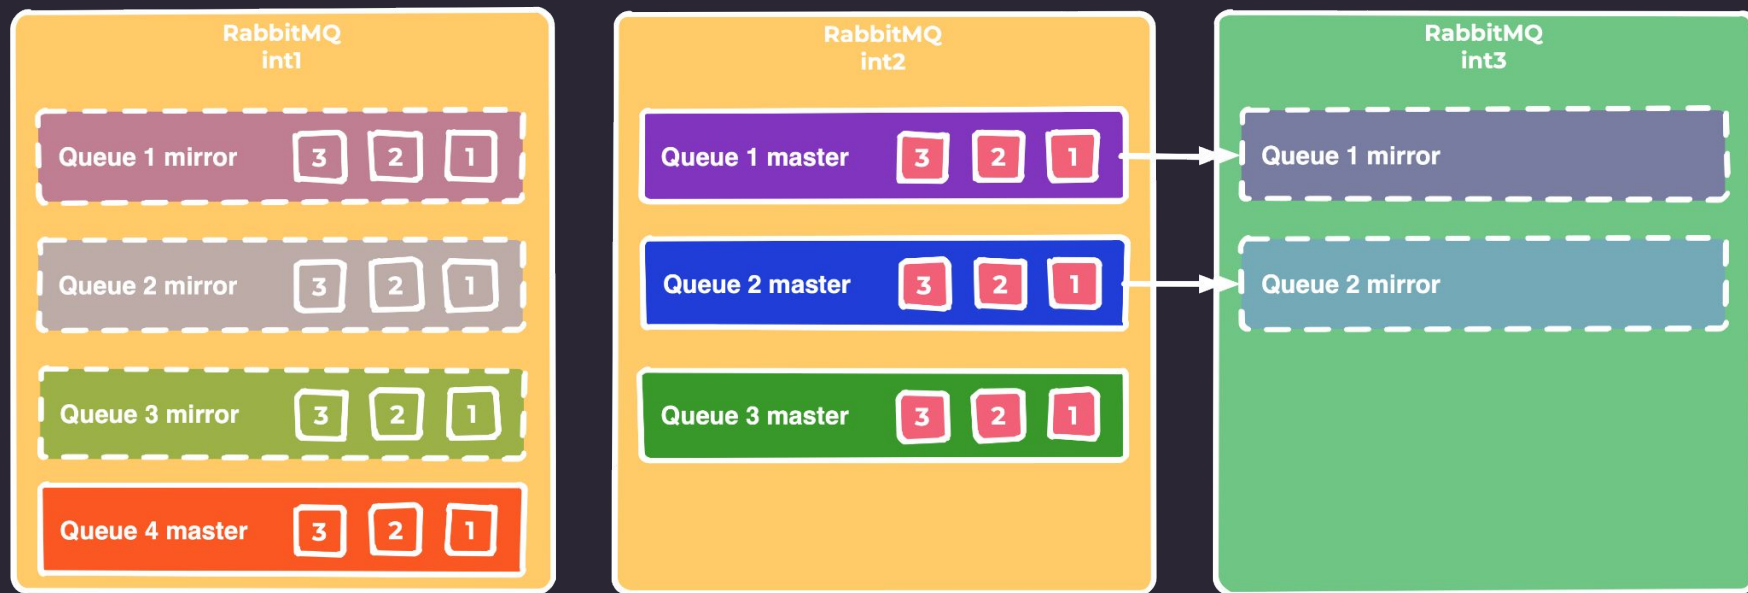 RabbitMQ
int1
Queue 1 mirror 3 2 1
Queue 2 mirror 3 2 1
Queue 3 mirror 3 2 1
Queue 4 master 3 2 1
RabbitMQ
int2
Queue 1 master 3 2 1
Queue 2 master 3 2 1
Queue 3 master 3 2 1
RabbitMQ
int3
Queue 1 mirror
Queue 2 mirror